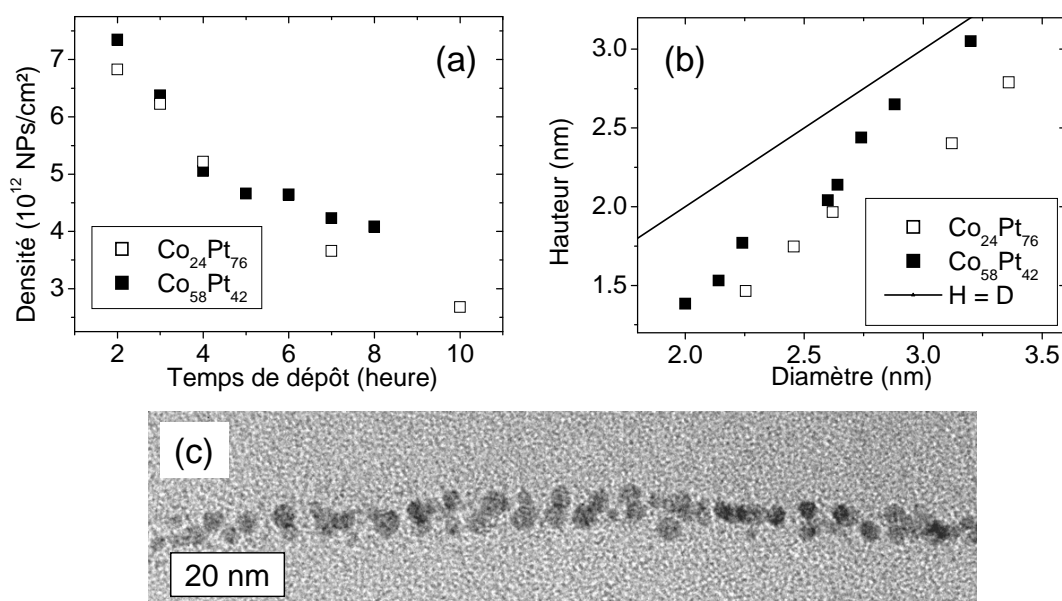 (a)
Densité (10¹² NPs/cm²)
7
6
5
4
3
Co₂₄Pt₇₆
Co₅₈Pt₄₂
2 4 6 8 10
Temps de dépôt (heure)
(b)
Hauteur (nm)
3.0
2.5
2.0
1.5
Co₂₄Pt₇₆
Co₅₈Pt₄₂
H = D
2.0 2.5 3.0 3.5
Diamètre (nm)
(c)
20 nm